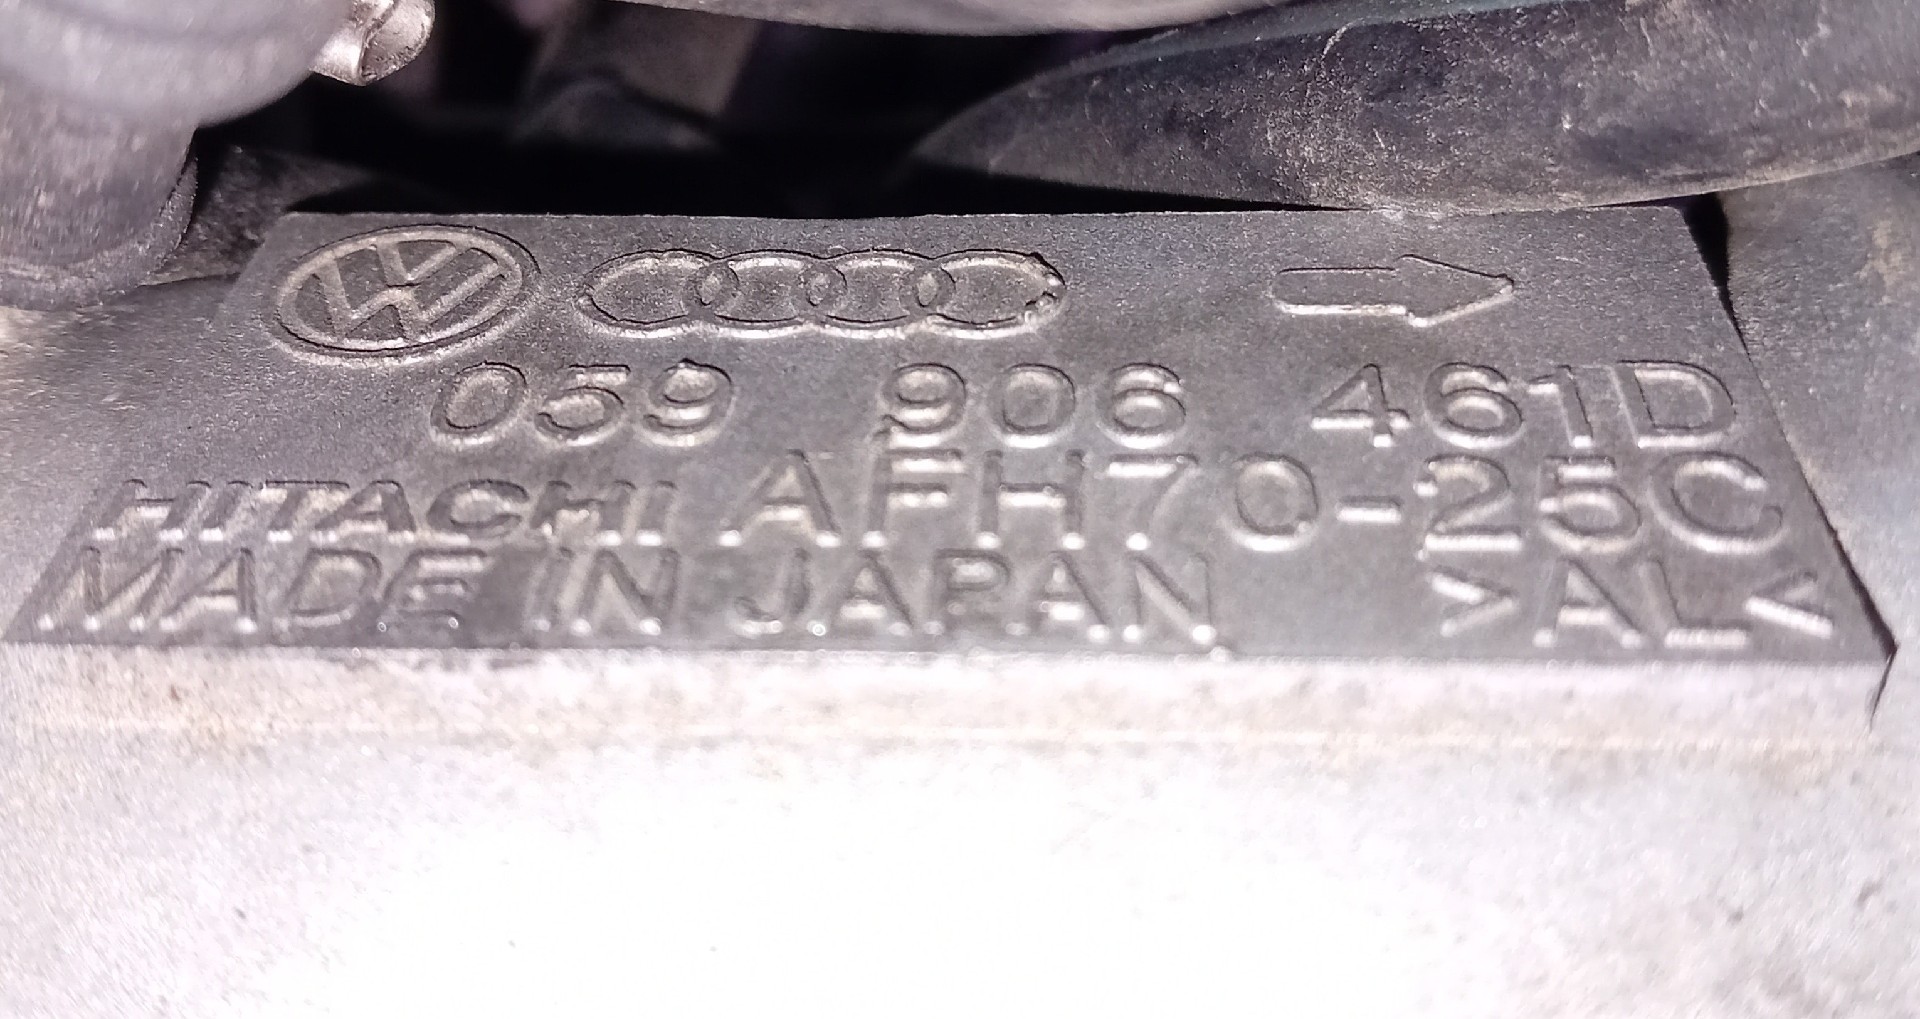 059 906 461D
HITACHI AFH70-25C
MADE IN JAPAN >AL<